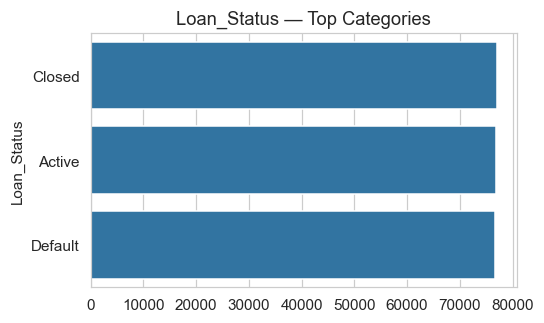 Loan_Status — Top Categories
Loan_Status
Closed
Active
Default
0 10000 20000 30000 40000 50000 60000 70000 80000